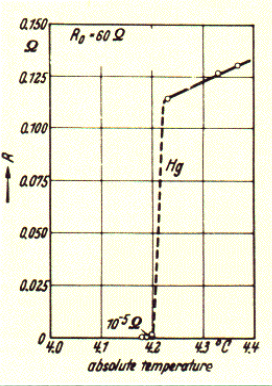 0.150
Ω
R₀ = 60 Ω
0.125
0.100
0.075
R
Hg
0.050
0.025
10⁻⁵ Ω
0
4.0 4.1 4.2 4.3 °C 4.4
absolute temperature